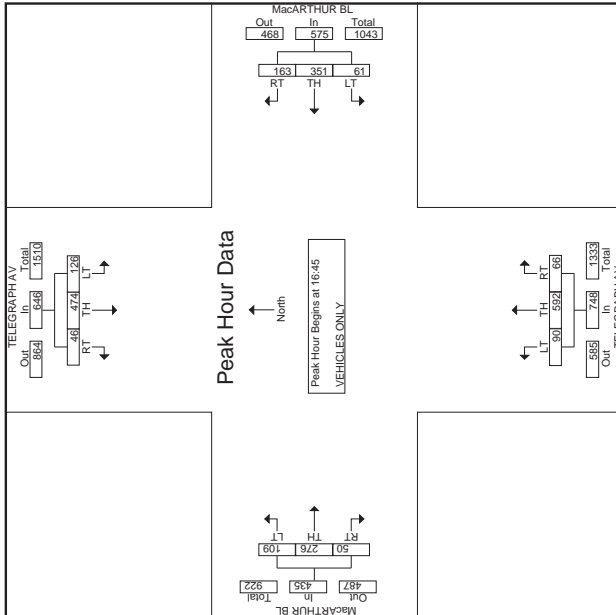 MacARTHUR BL
Out In Total
468 575 1043
163 351 61
RT TH LT
TELEGRAPH AV
Out In Total
864 646 1510
46 474 126
RT TH LT
Peak Hour Data
North
Peak Hour Begins at 16:45
VEHICLES ONLY
LT TH RT
90 592 66
585 748 1333
Out In Total
RT TH LT
50 276 109
487 435 922
Out In Total
MacARTHUR BL